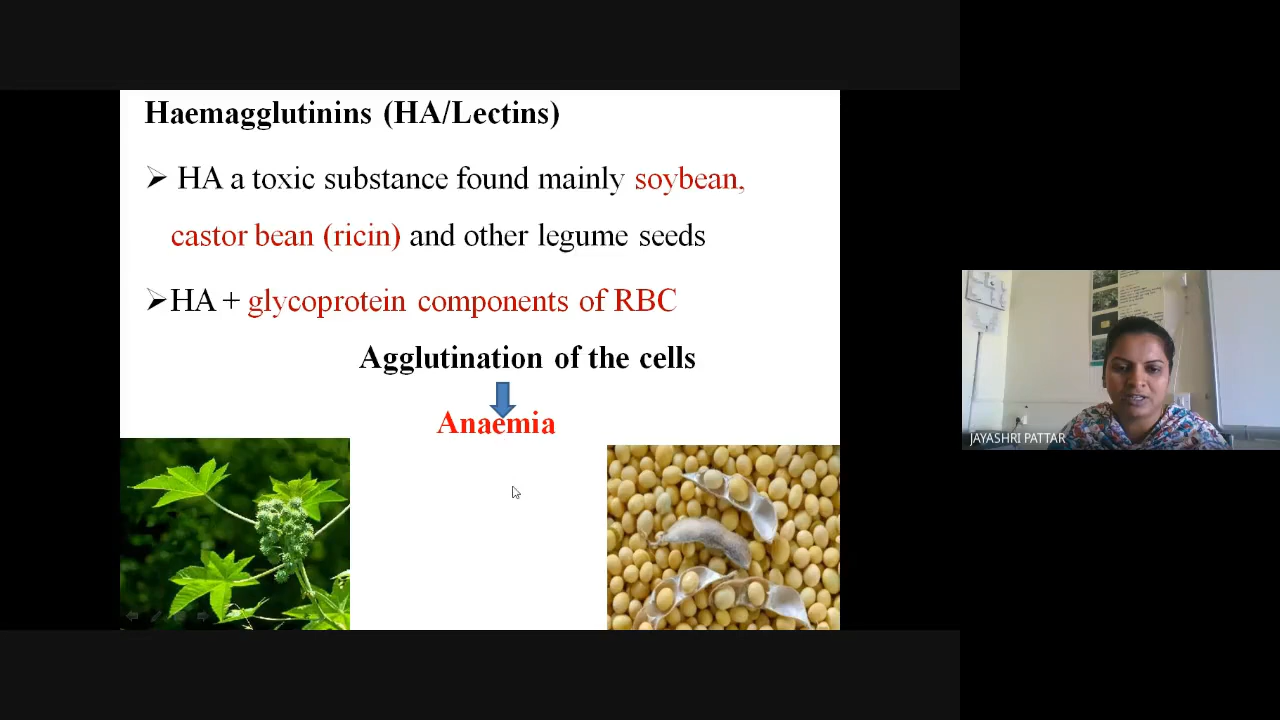 Haemagglutinins (HA/Lectins)
➢ HA a toxic substance found mainly soybean,
castor bean (ricin) and other legume seeds
➢HA + glycoprotein components of RBC
Agglutination of the cells
Anaemia
JAYASHRI PATTAR